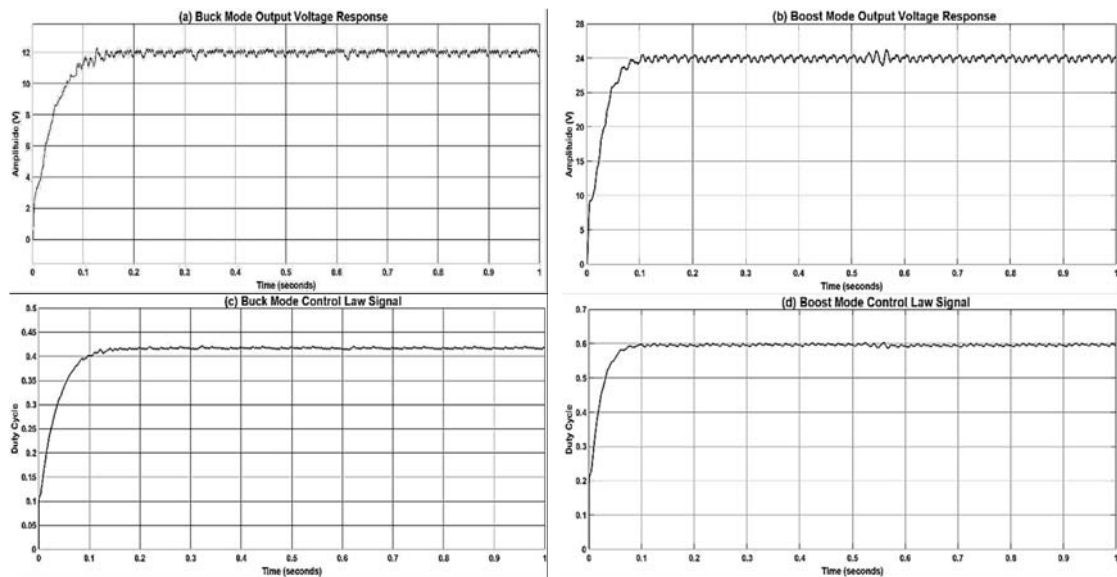 (a) Buck Mode Output Voltage Response
Amplituide (V)
12
10
8
6
4
2
0
0 0.1 0.2 0.3 0.4 0.5 0.6 0.7 0.8 0.9 1
Time (seconds)
(b) Boost Mode Output Voltage Response
Amplituide (V)
28
24
25
20
15
10
5
0 0.1 0.2 0.3 0.4 0.5 0.6 0.7 0.8 0.9 1
Time (seconds)
(c) Buck Mode Control Law Signal
Duty Cycle
0.5
0.45
0.4
0.35
0.3
0.25
0.2
0.15
0.1
0.05
0
0 0.1 0.2 0.3 0.4 0.5 0.6 0.7 0.8 0.9 1
Time (seconds)
(d) Boost Mode Control Law Signal
Duty Cycle
0.7
0.6
0.5
0.4
0.3
0.2
0.1
0
0 0.1 0.2 0.3 0.4 0.5 0.6 0.7 0.8 0.9 1
Time (seconds)